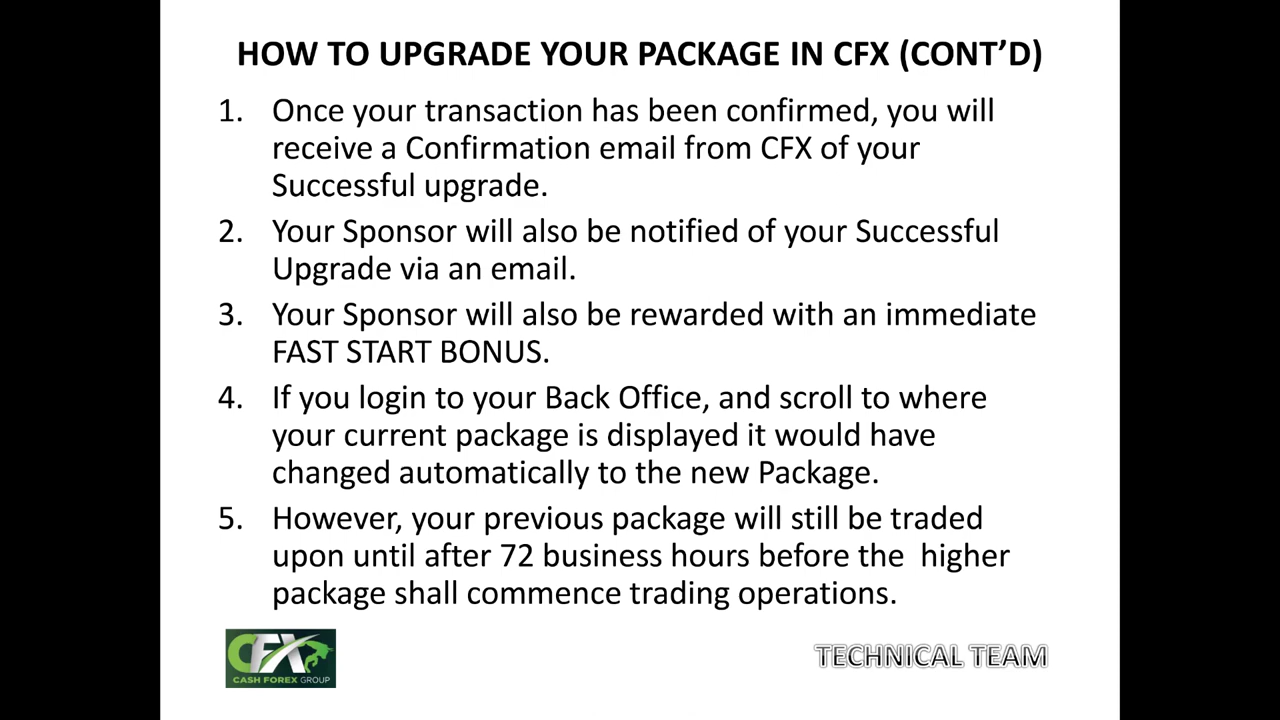 HOW TO UPGRADE YOUR PACKAGE IN CFX (CONT’D)
1. Once your transaction has been confirmed, you will
receive a Confirmation email from CFX of your
Successful upgrade.
2. Your Sponsor will also be notified of your Successful
Upgrade via an email.
3. Your Sponsor will also be rewarded with an immediate
FAST START BONUS.
4. If you login to your Back Office, and scroll to where
your current package is displayed it would have
changed automatically to the new Package.
5. However, your previous package will still be traded
upon until after 72 business hours before the  higher
package shall commence trading operations.
CFX
CASH FOREX GROUP
TECHNICAL TEAM